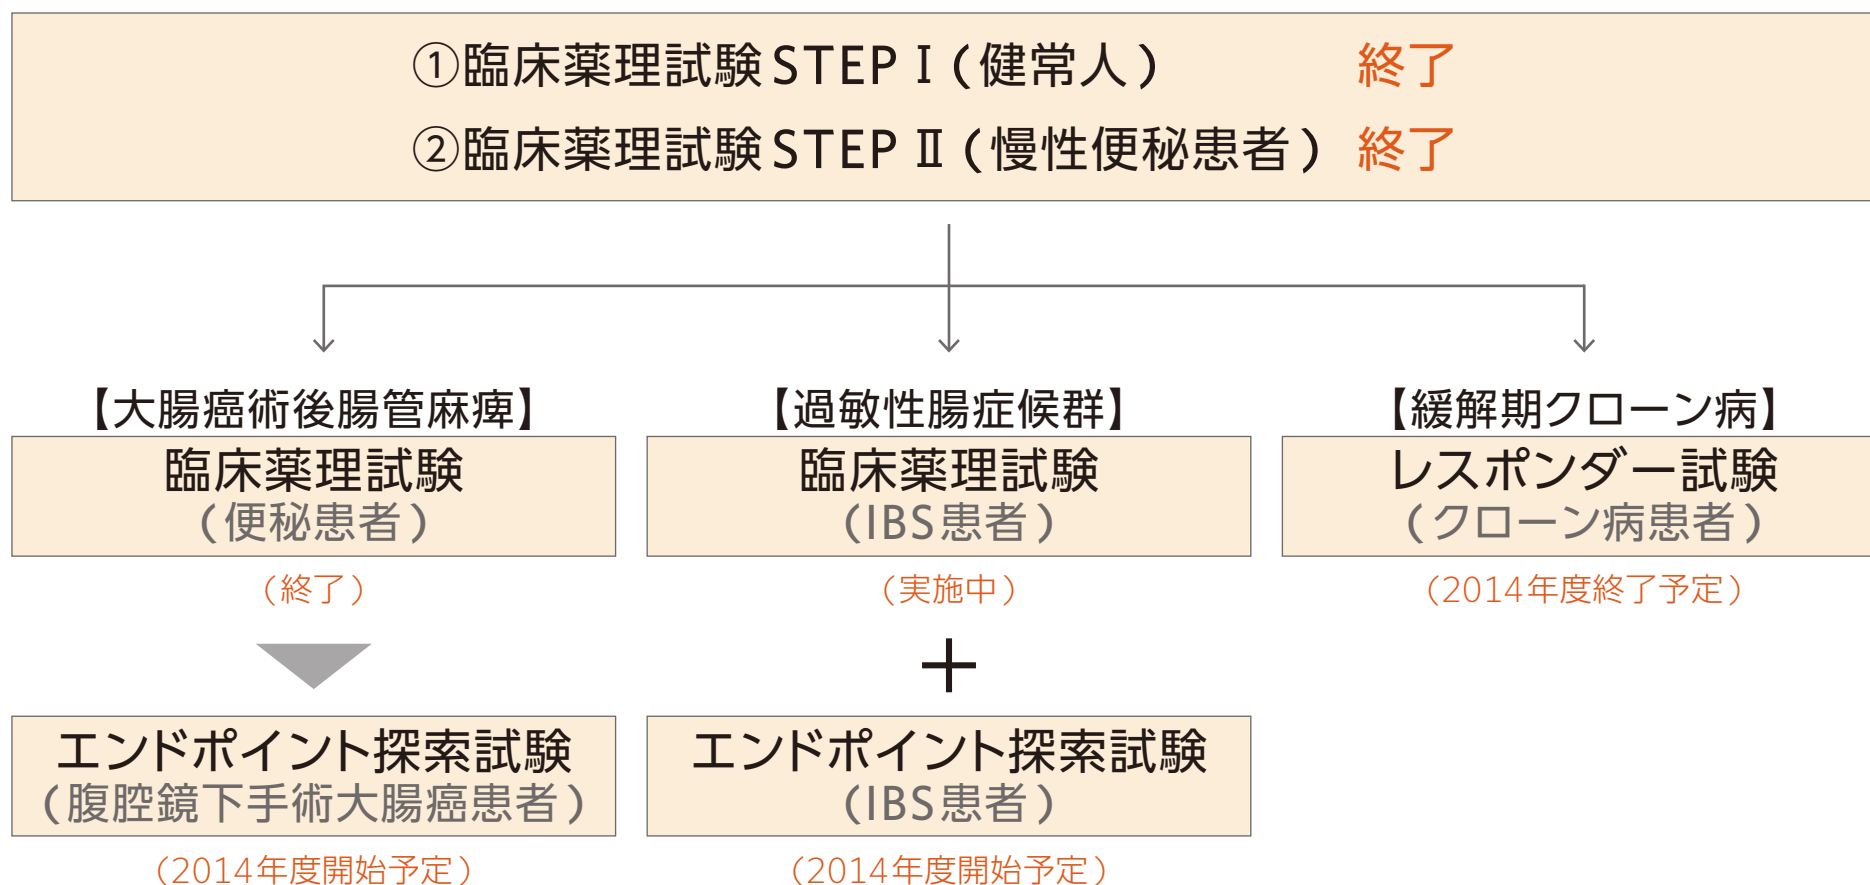 ①臨床薬理試験 STEP Ⅰ（健常人） 終了
②臨床薬理試験 STEP Ⅱ（慢性便秘患者） 終了
【大腸癌術後腸管麻痺】
臨床薬理試験
（便秘患者）
（終了）
エンドポイント探索試験
（腹腔鏡下手術大腸癌患者）
（2014年度開始予定）
【過敏性腸症候群】
臨床薬理試験
（IBS患者）
（実施中）
＋
エンドポイント探索試験
（IBS患者）
（2014年度開始予定）
【緩解期クローン病】
レスポンダー試験
（クローン病患者）
（2014年度終了予定）